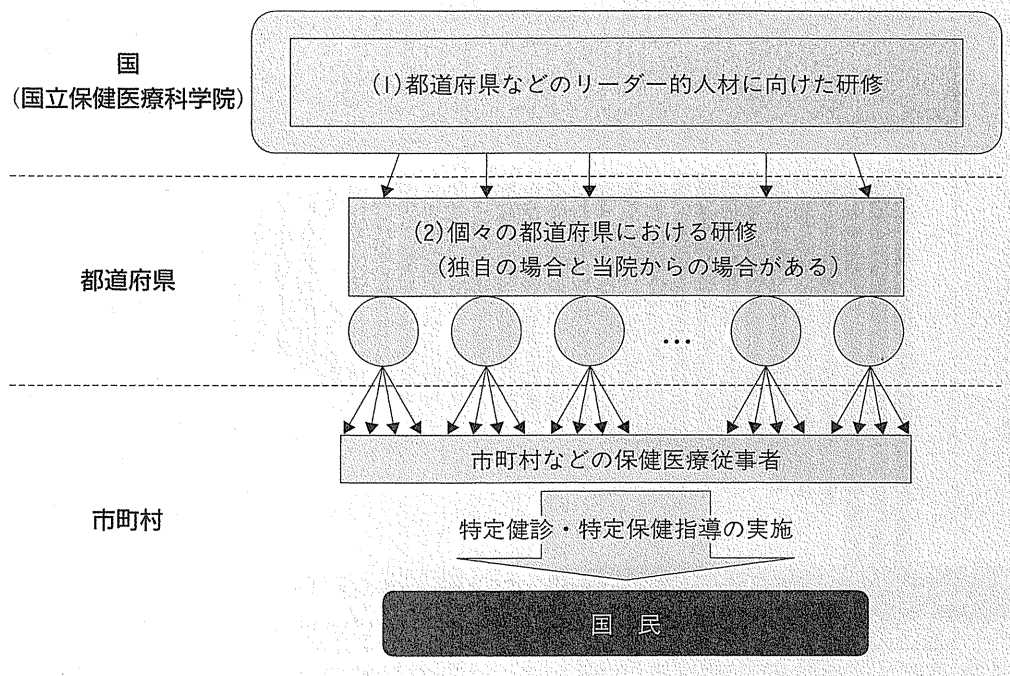 国
(国立保健医療科学院)
(1)都道府県などのリーダー的人材に向けた研修
都道府県
(2)個々の都道府県における研修
(独自の場合と当院からの場合がある)
…
市町村
市町村などの保健医療従事者
特定健診・特定保健指導の実施
国　民